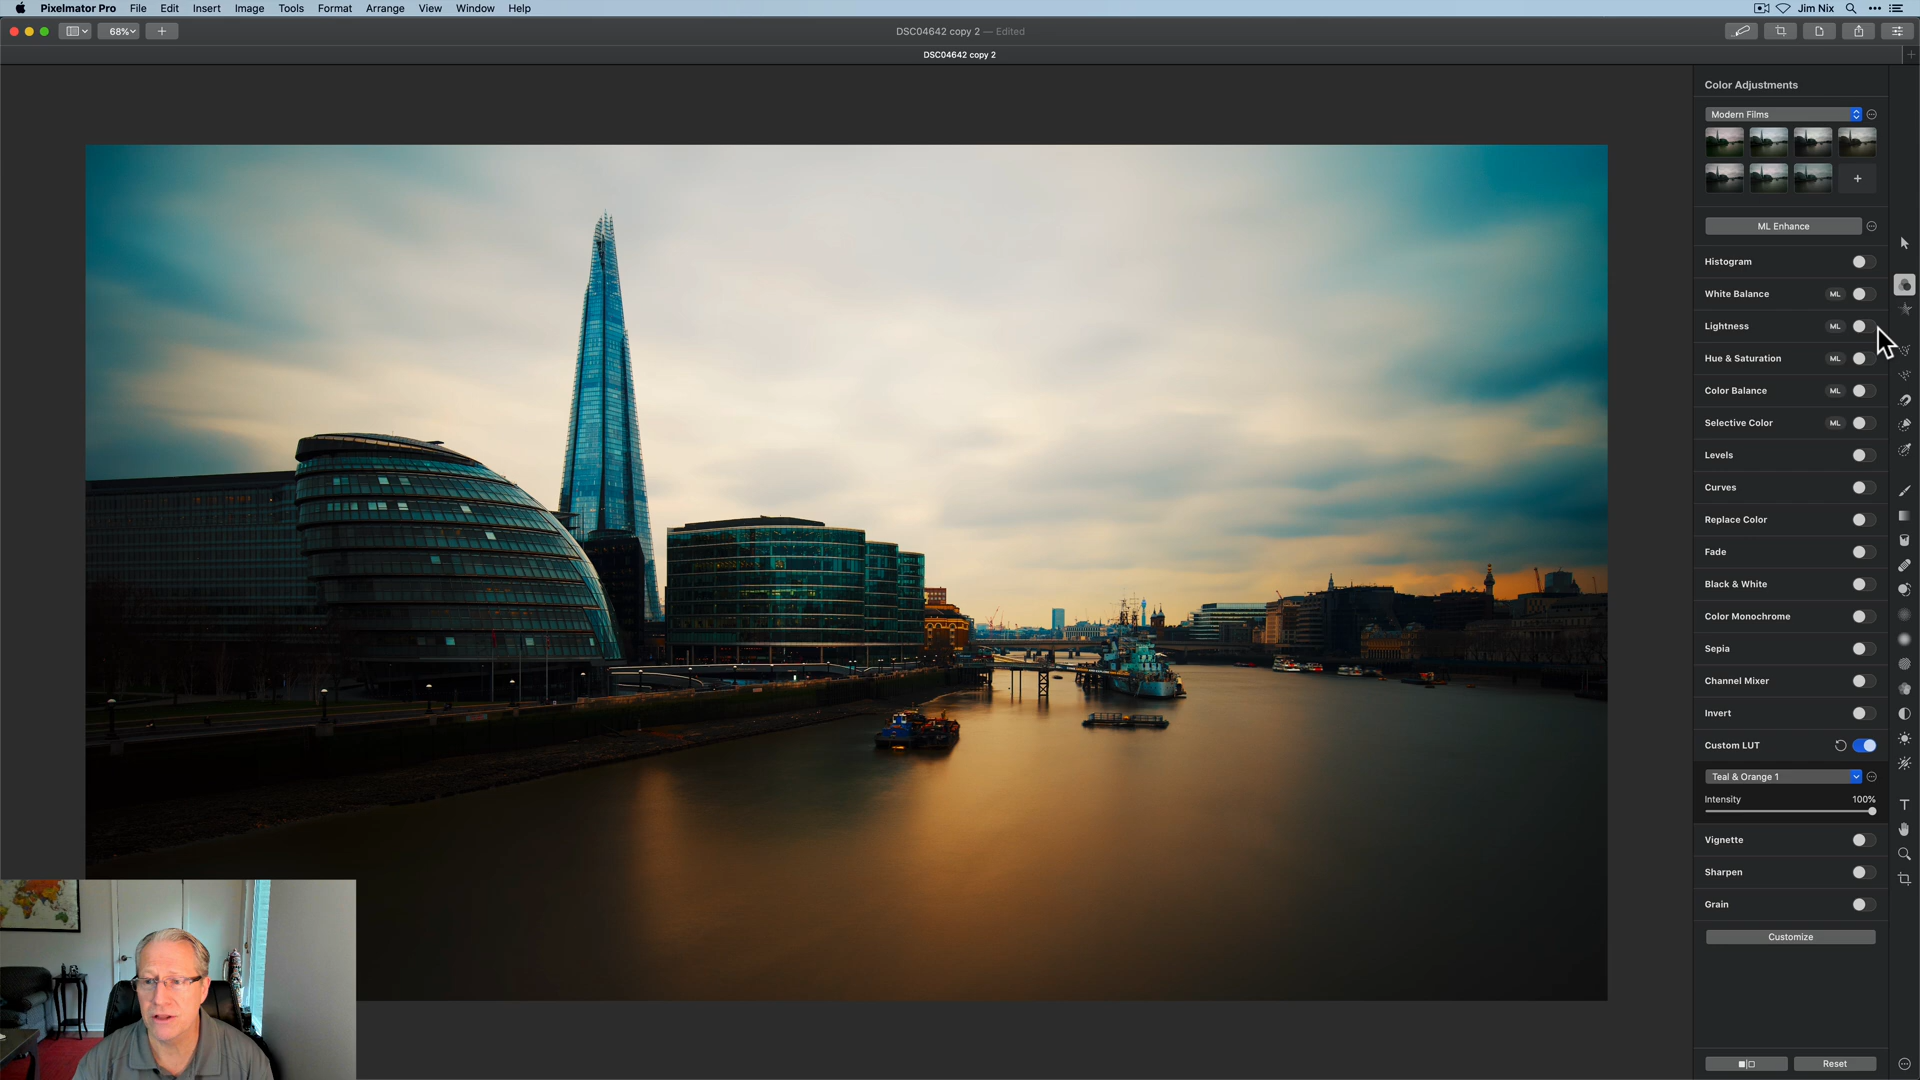 Pixelmator Pro File Edit Insert Image Tools Format Arrange View Window Help Jim Nix
68% DSC04642 copy 2 — Edited
DSC04642 copy 2
Color Adjustments
Modern Films
ML Enhance
Histogram
White Balance ML
Lightness ML
Hue & Saturation ML
Color Balance ML
Selective Color ML
Levels
Curves
Replace Color
Fade
Black & White
Color Monochrome
Sepia
Channel Mixer
Invert
Custom LUT
Teal & Orange 1
Intensity 100%
Vignette
Sharpen
Grain
Customize
Reset